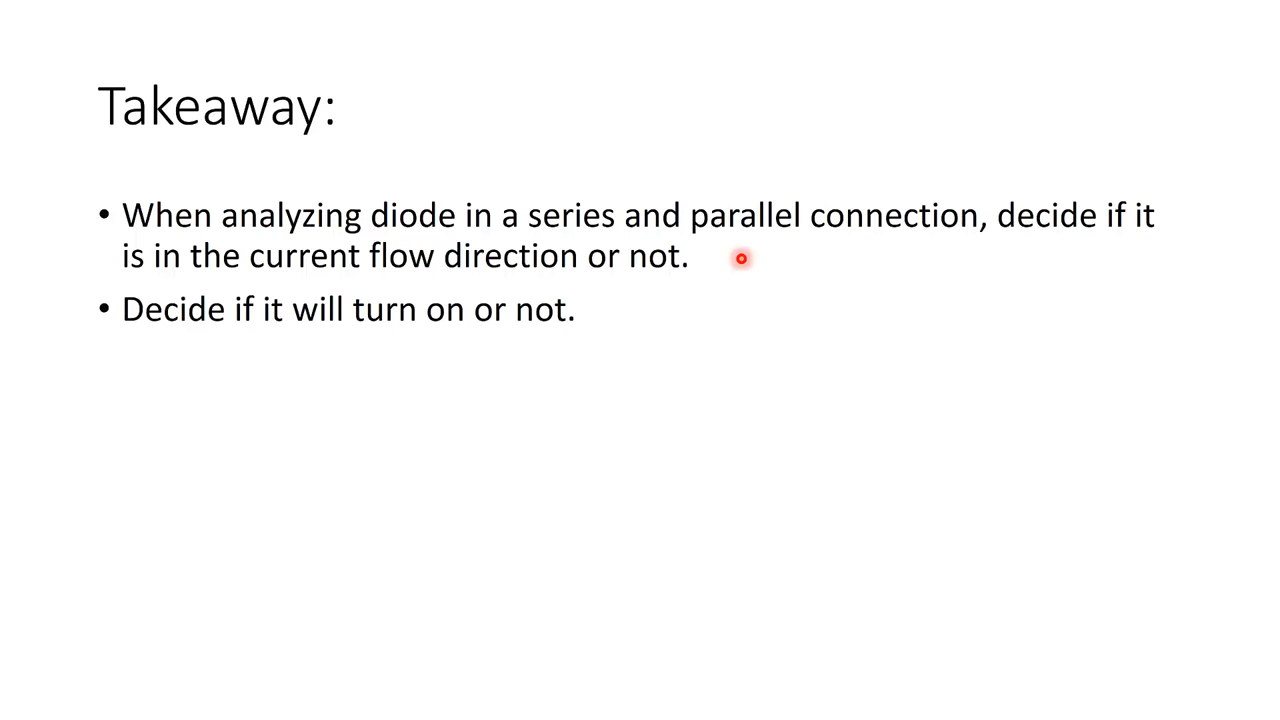 Takeaway:
• When analyzing diode in a series and parallel connection, decide if it
is in the current flow direction or not.
• Decide if it will turn on or not.